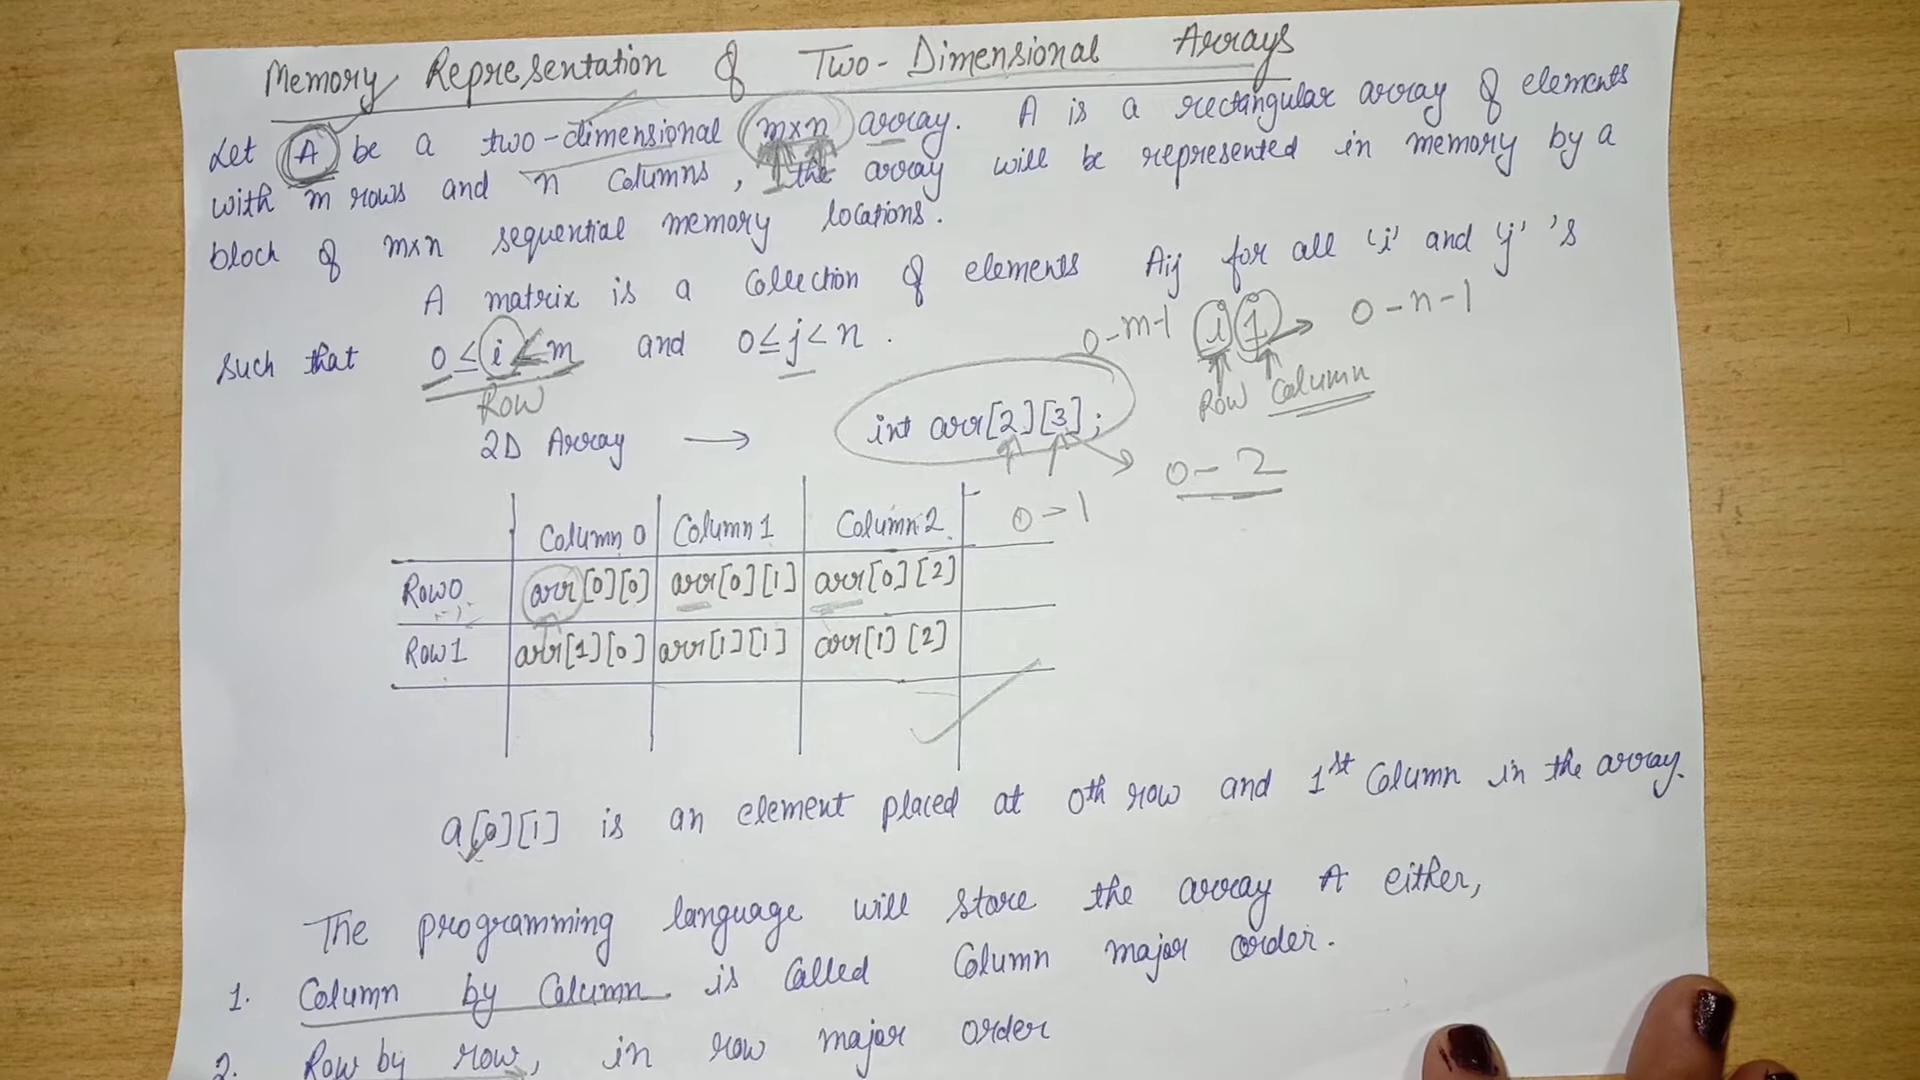 Memory Representation of Two-Dimensional Arrays
Let A be a two-dimensional m×n array. A is a rectangular array of elements
with m rows and n columns, the array will be represented in memory by a
block of m×n sequential memory locations.
A matrix is a collection of elements Aij for all 'i' and 'j' 's
such that 0≤i<m and 0≤j<n.
0-m-1 i j → 0-n-1
Row
Row Column
2D Array → int arr[2][3];
0-2
0-1
Column 0 Column 1 Column 2
Row 0 arr[0][0] arr[0][1] arr[0][2]
Row 1 arr[1][0] arr[1][1] arr[1][2]
a[0][1] is an element placed at 0th row and 1st Column in the array.
The programming language will store the array A either,
1. Column by Column is called Column major order.
2. Row by row, in row major order